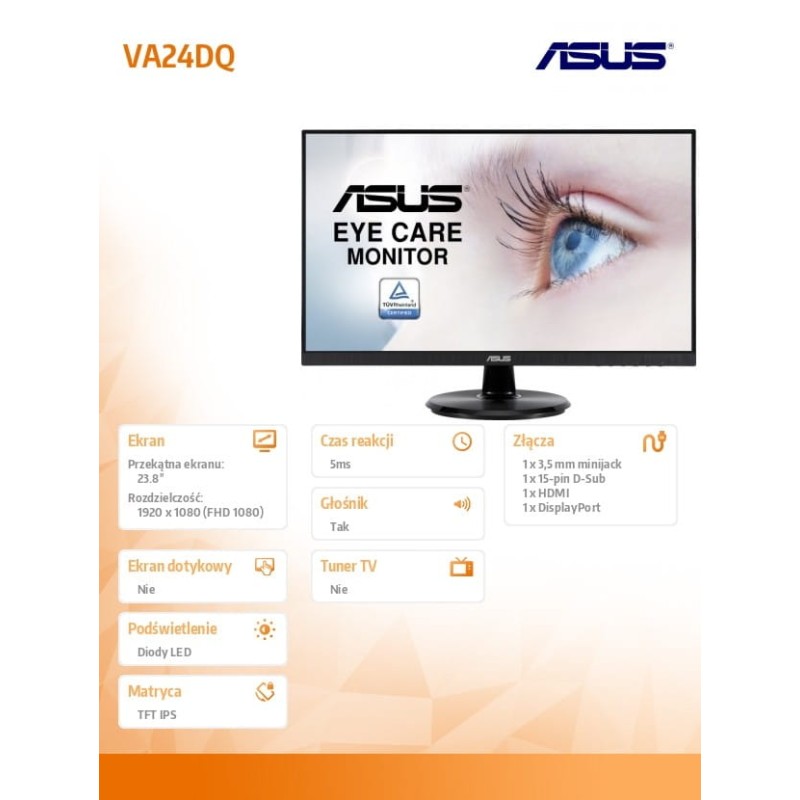 VA24DQ
ASUS
ASUS
EYE CARE
MONITOR
TÜVRheinland
CERTIFIED
ASUS
Ekran
Przekątna ekranu:
23.8"
Rozdzielczość:
1920 x 1080 (FHD 1080)
Czas reakcji
5ms
Złącza
1 x 3,5 mm minijack
1 x 15-pin D-Sub
1 x HDMI
1 x DisplayPort
Głośnik
Tak
Ekran dotykowy
Nie
Tuner TV
Nie
Podświetlenie
Diody LED
Matryca
TFT IPS